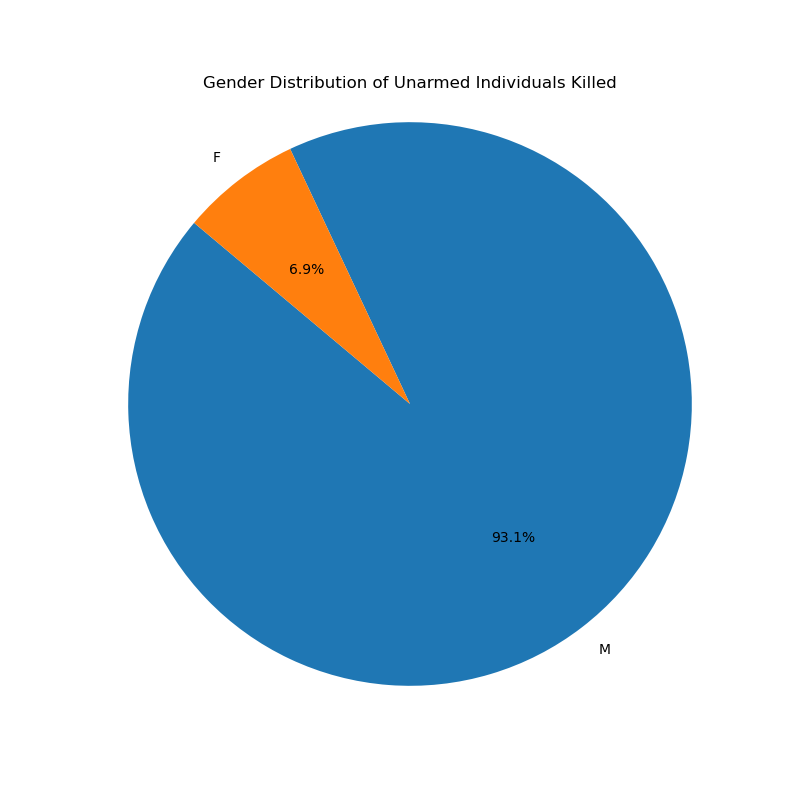 Gender Distribution of Unarmed Individuals Killed
F
6.9%
93.1%
M